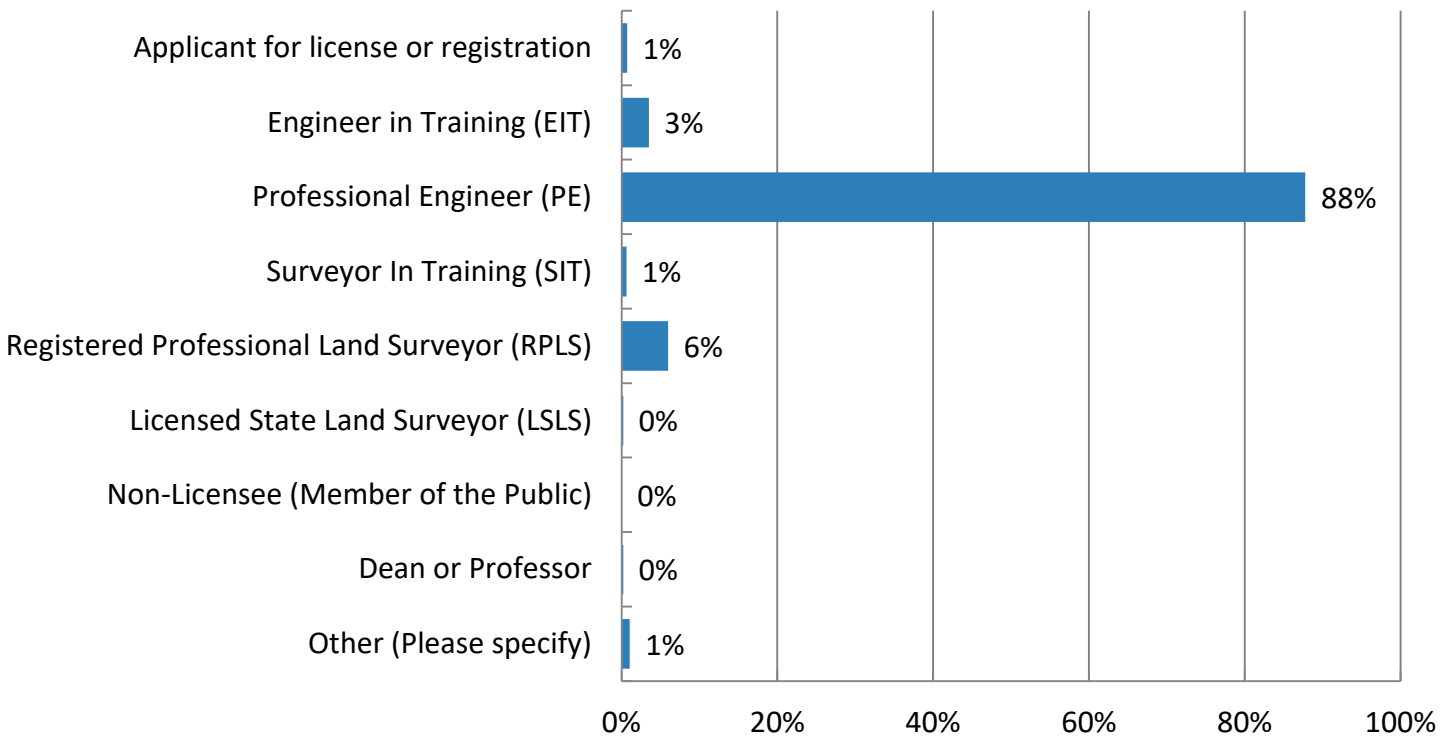 Applicant for license or registration 1%
Engineer in Training (EIT) 3%
Professional Engineer (PE) 88%
Surveyor In Training (SIT) 1%
Registered Professional Land Surveyor (RPLS) 6%
Licensed State Land Surveyor (LSLS) 0%
Non-Licensee (Member of the Public) 0%
Dean or Professor 0%
Other (Please specify) 1%
0% 20% 40% 60% 80% 100%